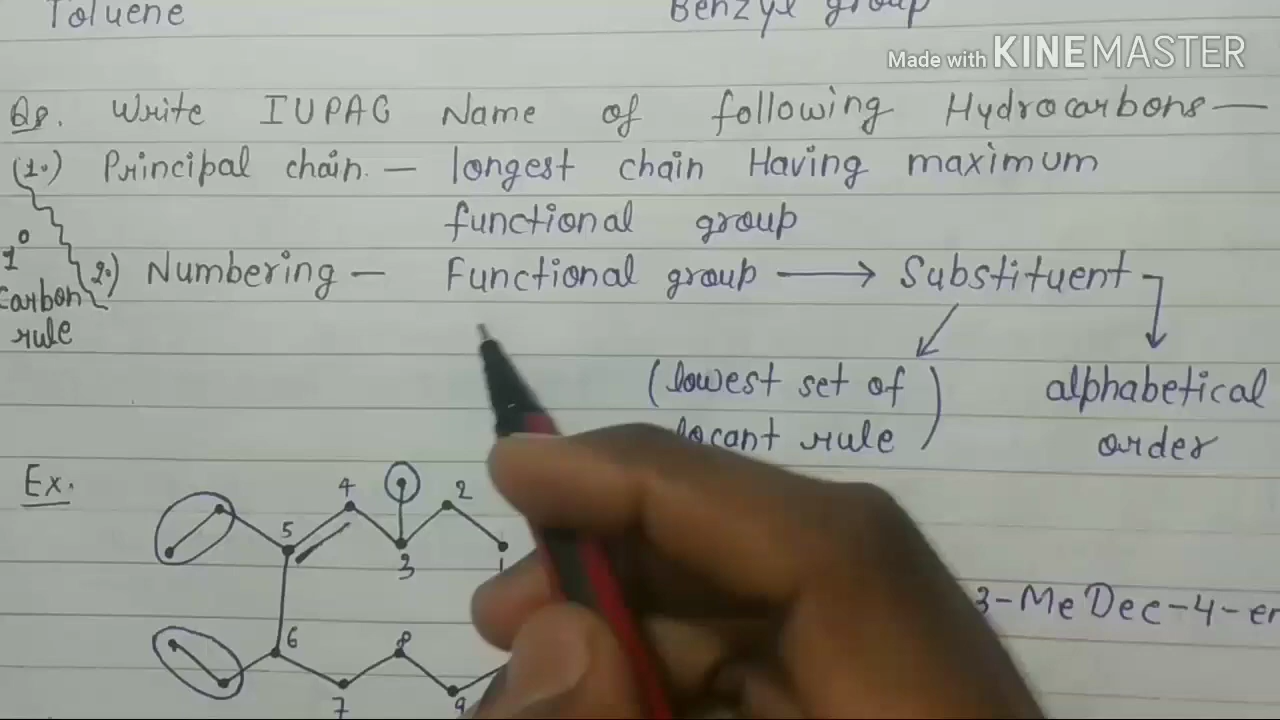 Toluene Benzyl group
Made with KINEMASTER
Qs. Write IUPAC Name of following Hydrocarbons—
(1.) Principal chain — longest chain Having maximum
functional group
1°
carbon
rule
2.) Numbering — Functional group → Substituent
(lowest set of
locant rule)
alphabetical
order
Ex.
4 2
5
3 1
3-MeDec-4-en
6 8
7 9